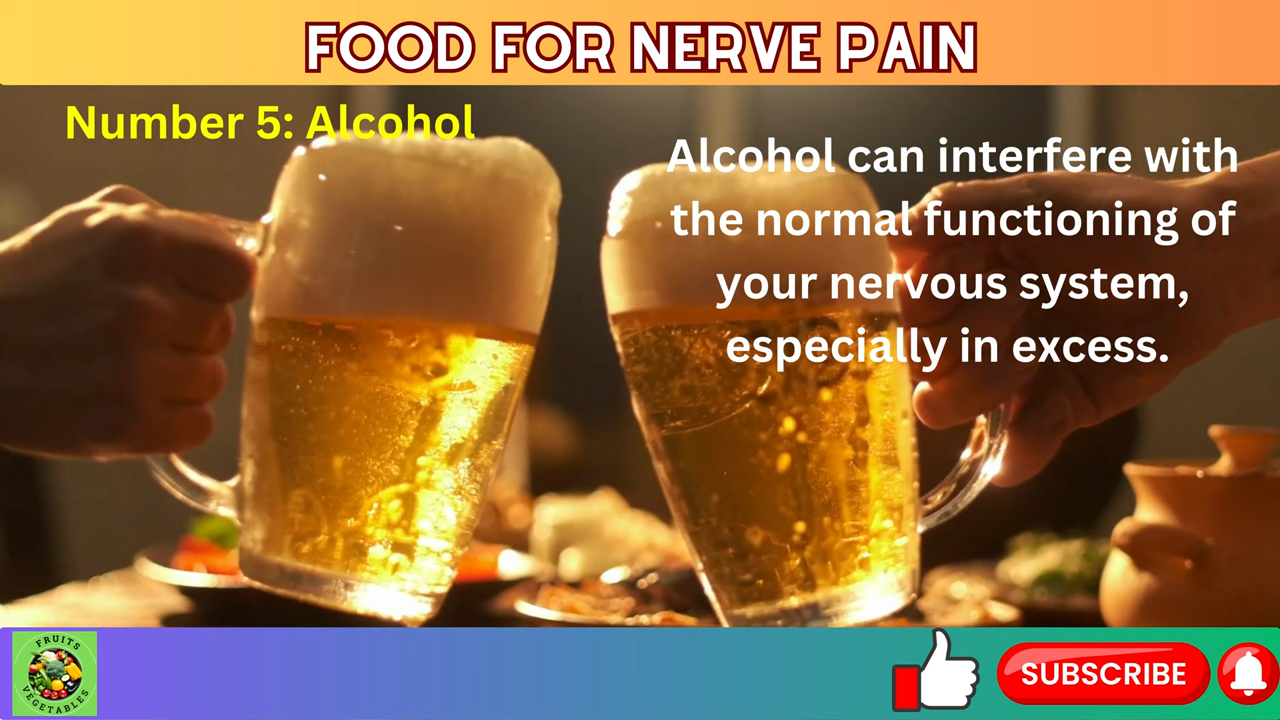 FOOD FOR NERVE PAIN
Number 5: Alcohol
Alcohol can interfere with
the normal functioning of
your nervous system,
especially in excess.
FRUITS
VEGETABLES
SUBSCRIBE